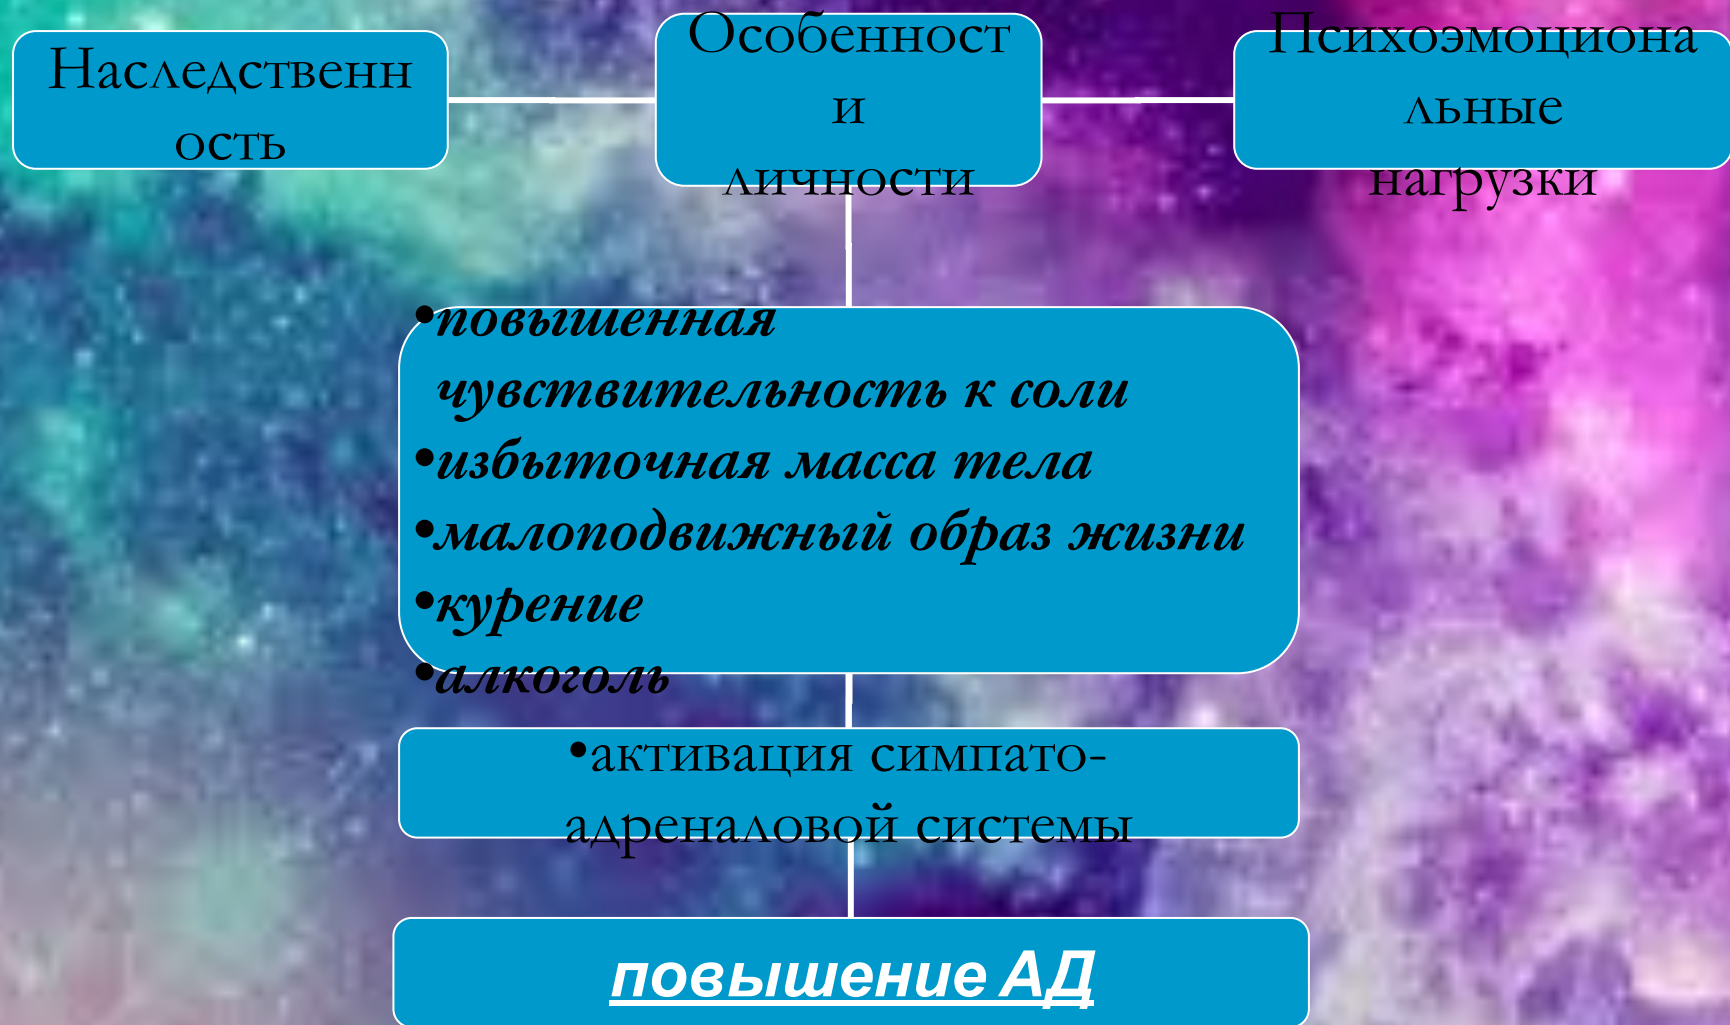 Наследственн
ость
Особенност
и
личности
Психоэмоциона
льные
нагрузки
•повышенная
чувствительность к соли
•избыточная масса тела
•малоподвижный образ жизни
•курение
•алкоголь
•активация симпато-
адреналовой системы
повышение АД